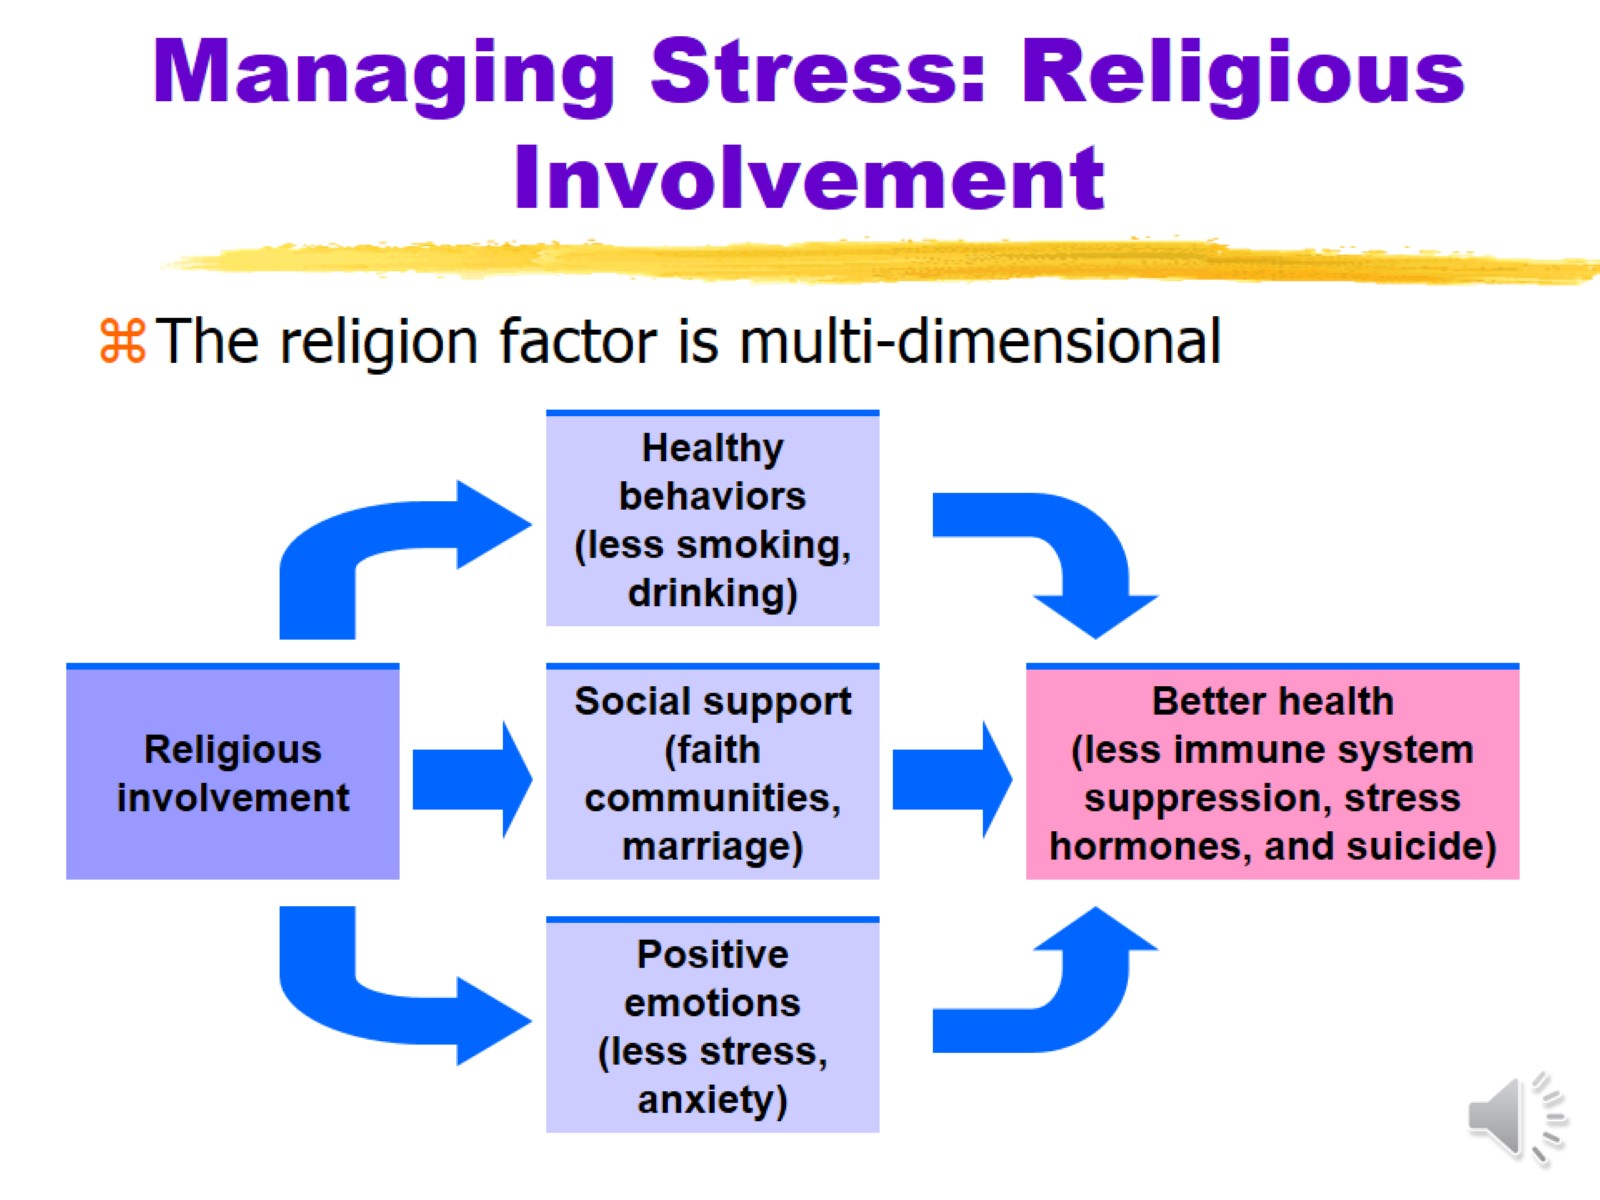 Managing Stress: Religious
Involvement
⌘The religion factor is multi-dimensional
Healthy
behaviors
(less smoking,
drinking)
Religious
involvement
Social support
(faith
communities,
marriage)
Better health
(less immune system
suppression, stress
hormones, and suicide)
Positive
emotions
(less stress,
anxiety)